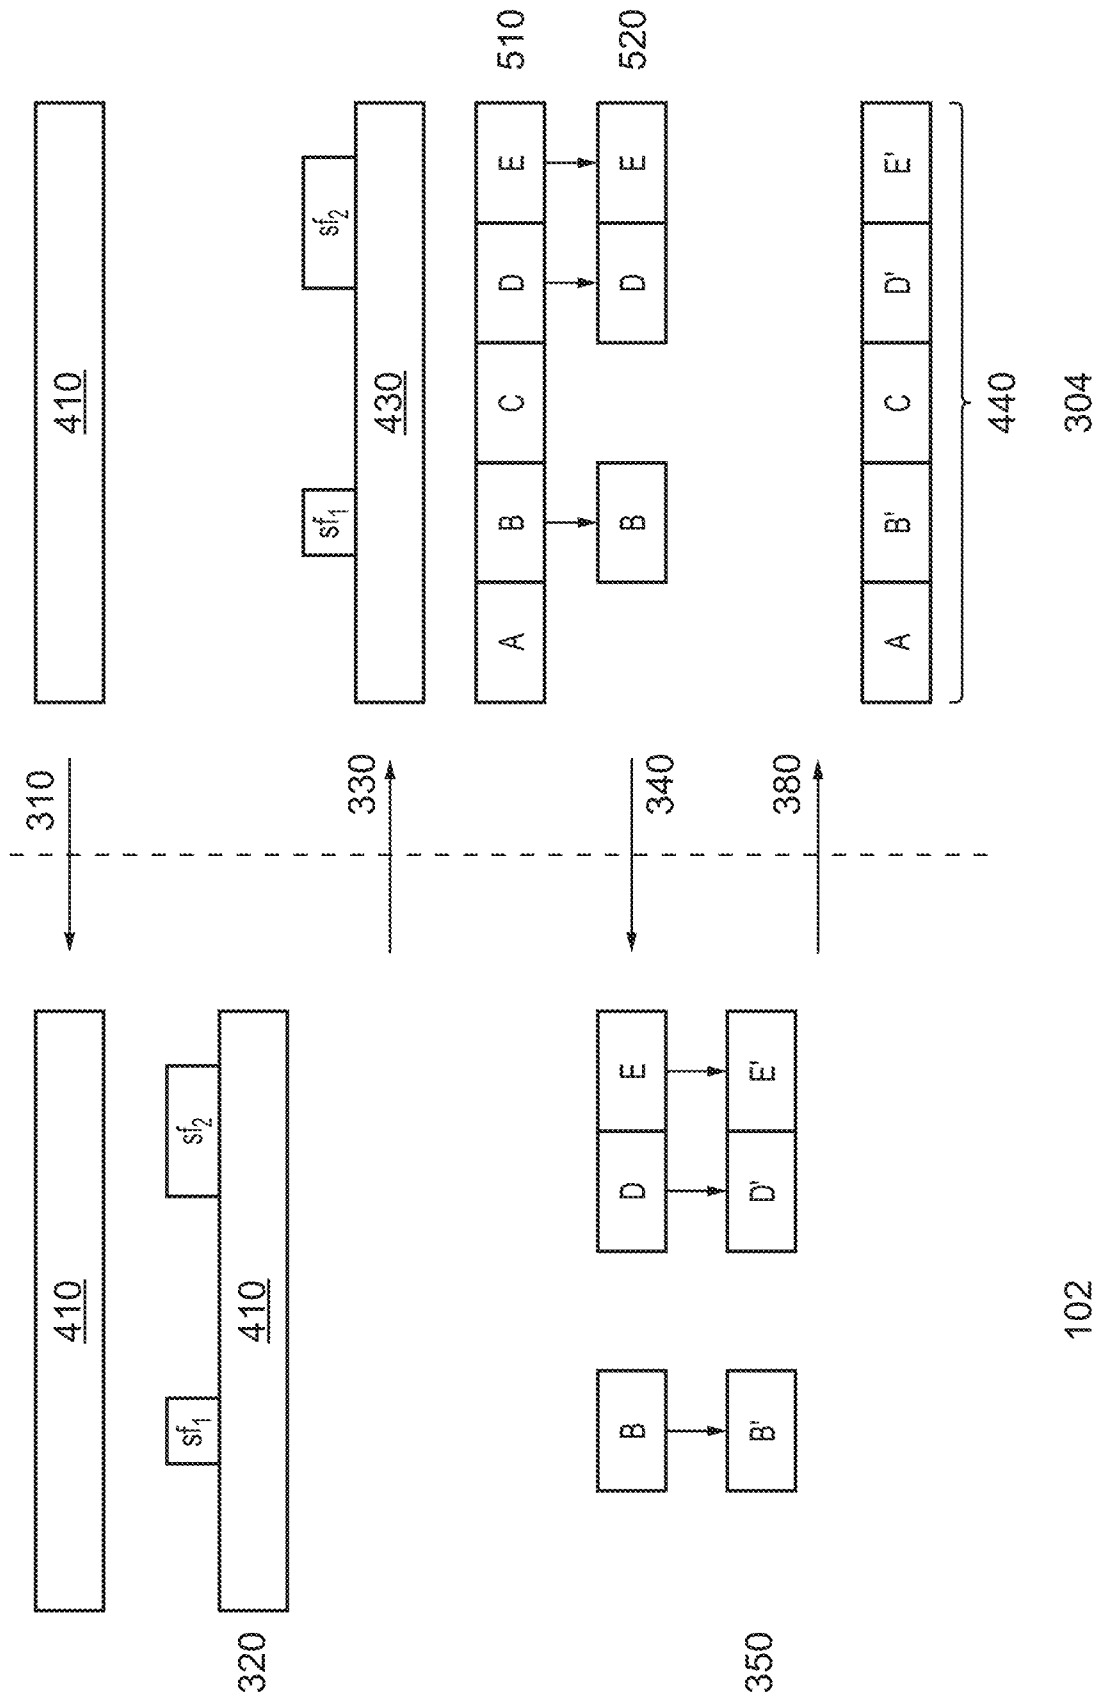 410 310 410
sf₁ sf₂
320 410
sf₁ sf₂
330 430
A B C D E 510
B D E 340 B D E 520
350 B' D' E' 380
A B' C D' E'
440
102 304